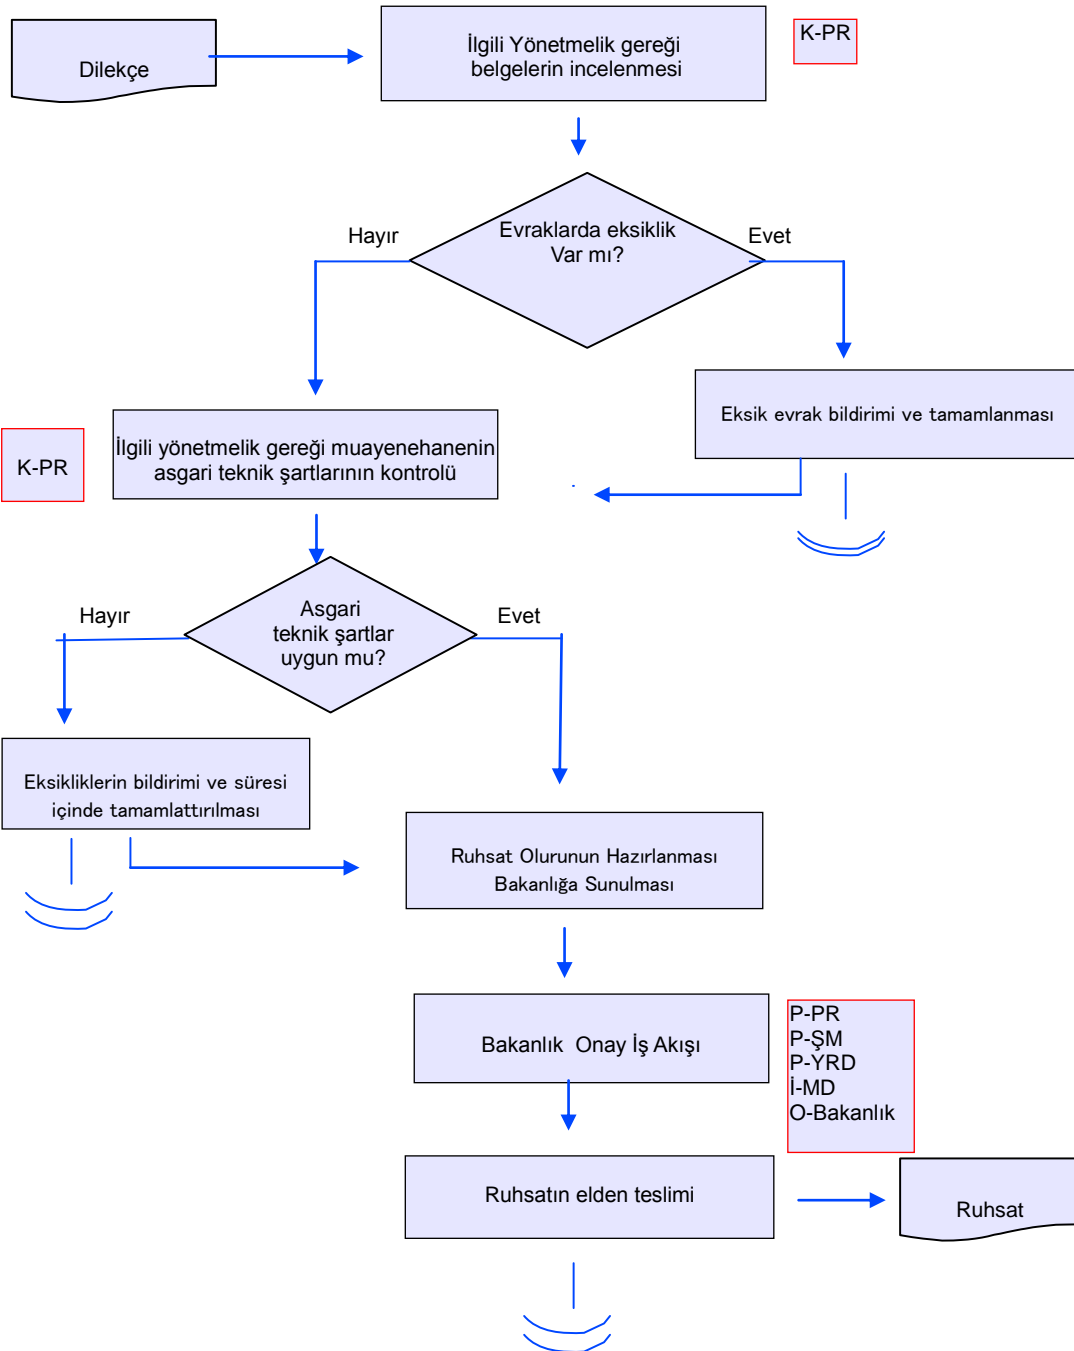 Dilekçe
İlgili Yönetmelik gereği
belgelerin incelenmesi
K-PR
Evraklarda eksiklik
Var mı?
Hayır
Evet
Eksik evrak bildirimi ve tamamlanması
K-PR
İlgili yönetmelik gereği muayenehanenin
asgari teknik şartlarının kontrolü
Asgari
teknik şartlar
uygun mu?
Hayır
Evet
Eksikliklerin bildirimi ve süresi
içinde tamamlattırılması
Ruhsat Olurunun Hazırlanması
Bakanlığa Sunulması
Bakanlık Onay İş Akışı
P-PR
P-ŞM
P-YRD
İ-MD
O-Bakanlık
Ruhsatın elden teslimi
Ruhsat